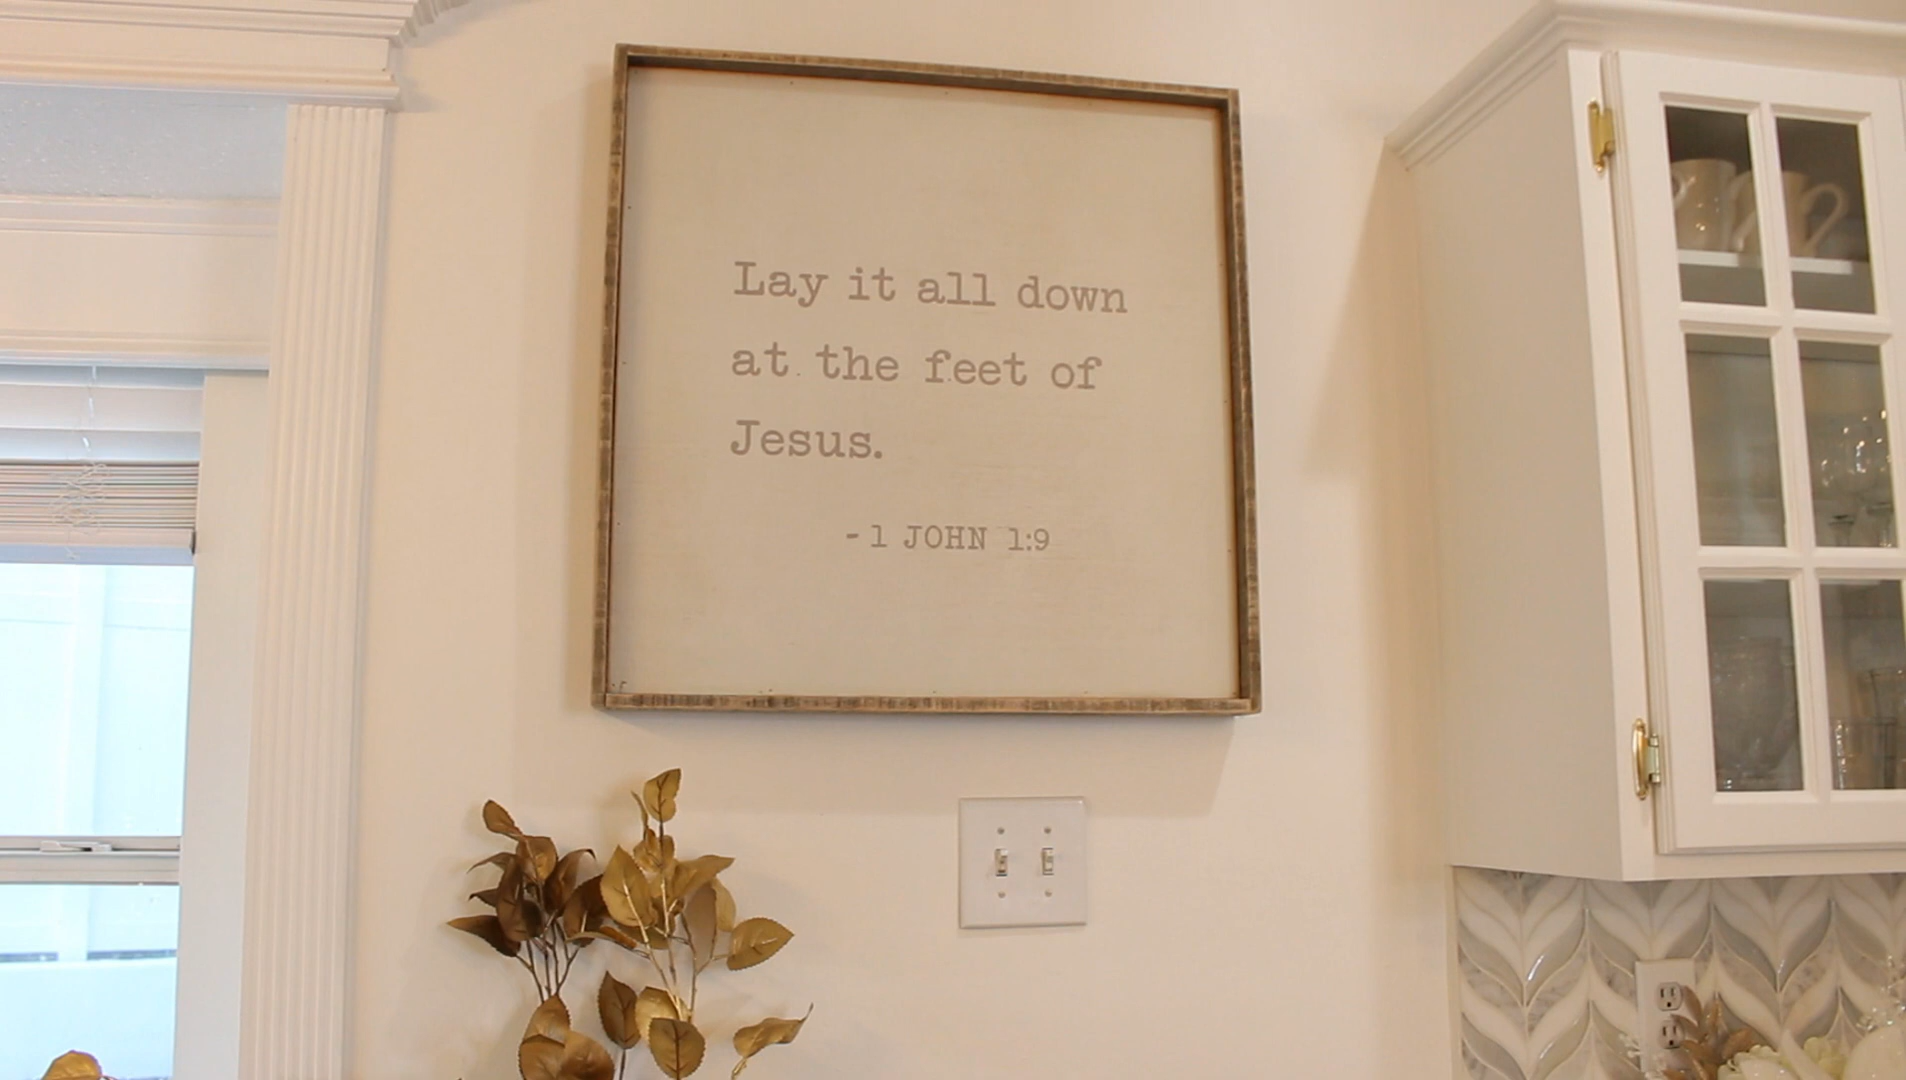 Lay it all down
at the feet of
Jesus.
- 1 JOHN 1:9